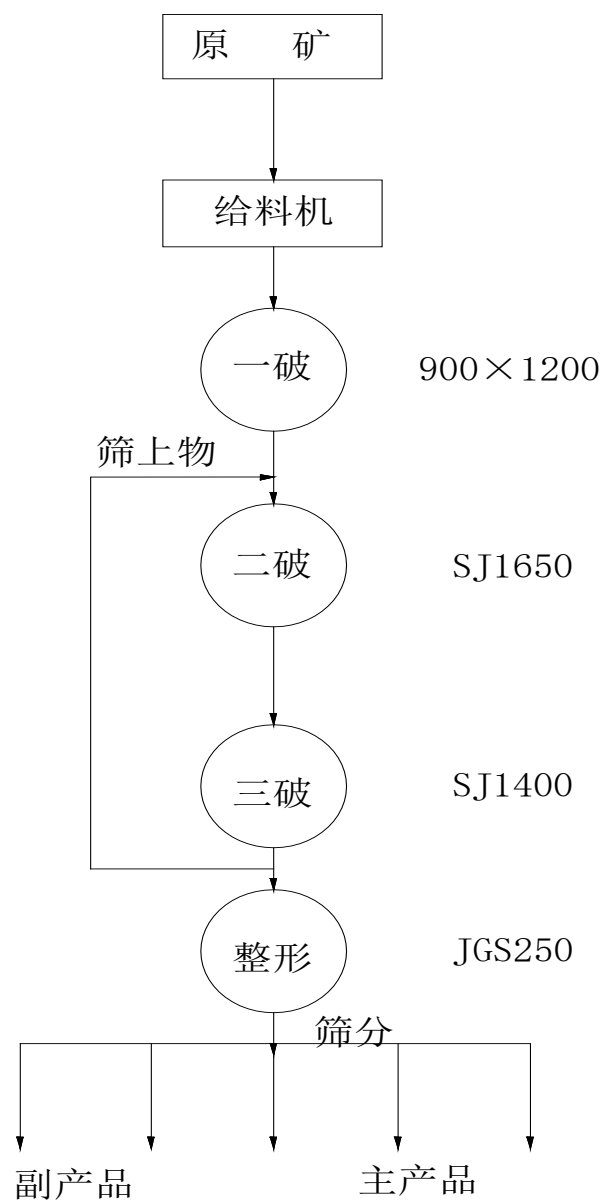 原 矿
给料机
一破 900×1200
筛上物
二破 SJ1650
三破 SJ1400
整形 JGS250
筛分
副产品 主产品